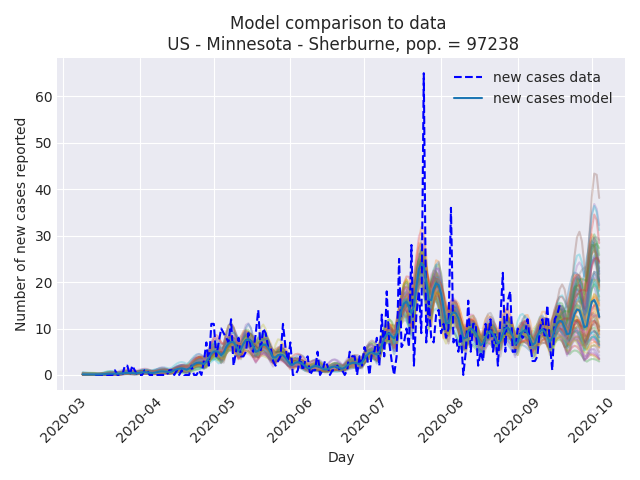 Model comparison to data
US - Minnesota - Sherburne, pop. = 97238
new cases data
new cases model
Number of new cases reported
60
50
40
30
20
10
0
2020-03
2020-04
2020-05
2020-06
2020-07
2020-08
2020-09
2020-10
Day